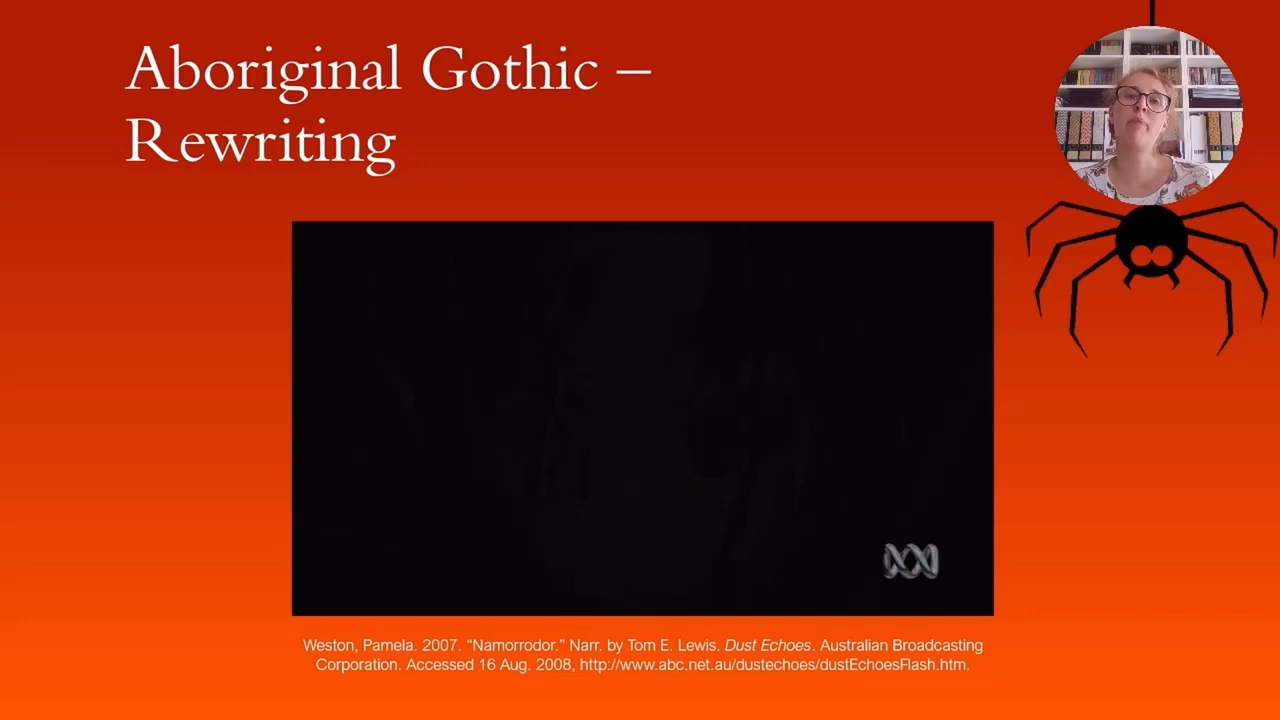 Aboriginal Gothic –
Rewriting
Weston, Pamela. 2007. “Namorrodor.” Narr. by Tom E. Lewis. Dust Echoes. Australian Broadcasting
Corporation. Accessed 16 Aug. 2008, http://www.abc.net.au/dustechoes/dustEchoesFlash.htm.